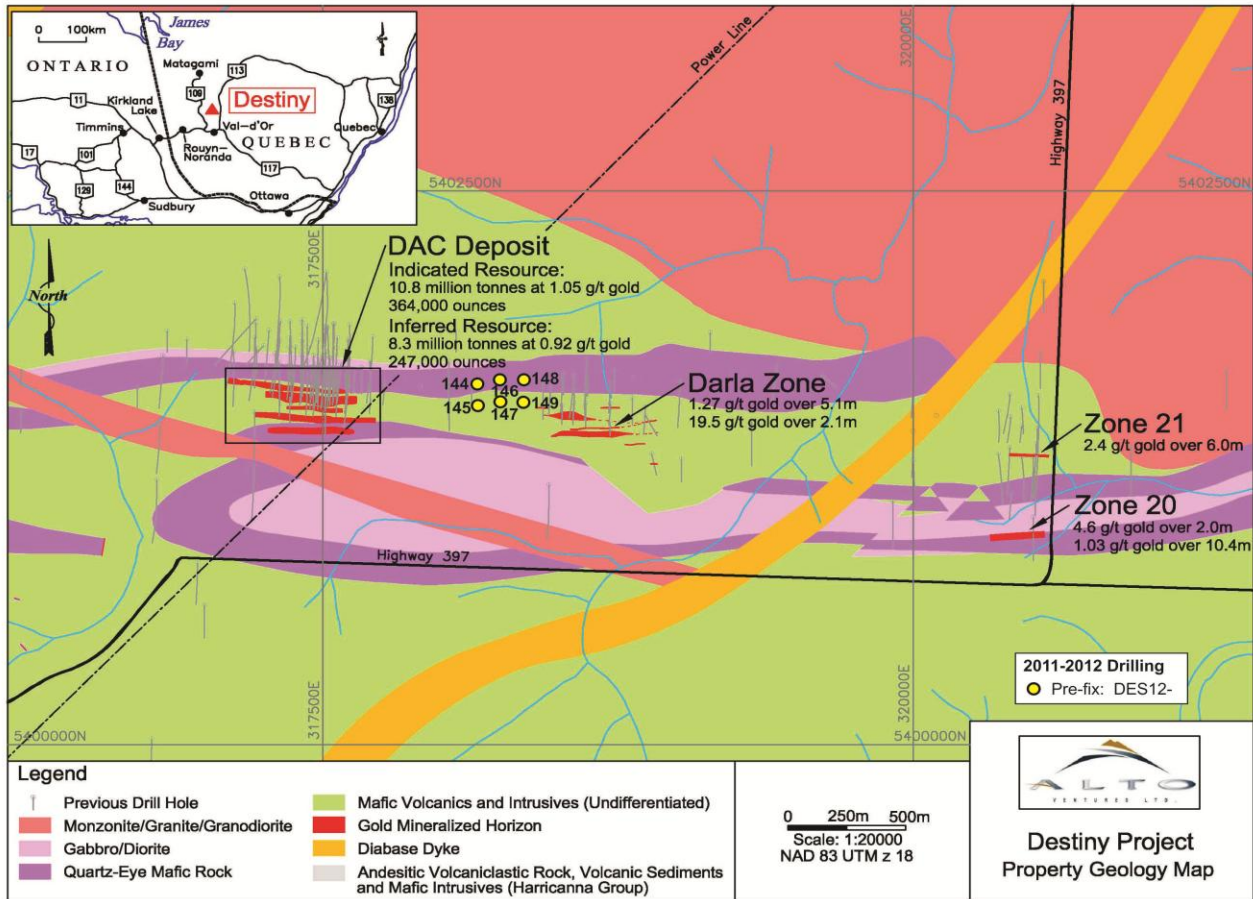 James
Bay
0 100km
ONTARIO
Matagami
113
109
Destiny
138
11
Kirkland
Lake
Timmins
Val-d'Or
Quebec
QUEBEC
17
101
Rouyn-
Noranda
117
129
144
Ottawa
Sudbury
Power Line
320000E
Highway 397
5402500N
5402500N
North
317500E
DAC Deposit
Indicated Resource:
10.8 million tonnes at 1.05 g/t gold
364,000 ounces
Inferred Resource:
8.3 million tonnes at 0.92 g/t gold
247,000 ounces
144
146
148
145
147
149
Darla Zone
1.27 g/t gold over 5.1m
19.5 g/t gold over 2.1m
Zone 21
2.4 g/t gold over 6.0m
Zone 20
4.6 g/t gold over 2.0m
1.03 g/t gold over 10.4m
Highway 397
317500E
320000E
2011-2012 Drilling
Pre-fix: DES12-
5400000N
5400000N
Legend
Previous Drill Hole
Monzonite/Granite/Granodiorite
Gabbro/Diorite
Quartz-Eye Mafic Rock
Mafic Volcanics and Intrusives (Undifferentiated)
Gold Mineralized Horizon
Diabase Dyke
Andesitic Volcaniclastic Rock, Volcanic Sediments
and Mafic Intrusives (Harricanna Group)
0 250m 500m
Scale: 1:20000
NAD 83 UTM z 18
ALTO
VENTURES LTD.
Destiny Project
Property Geology Map